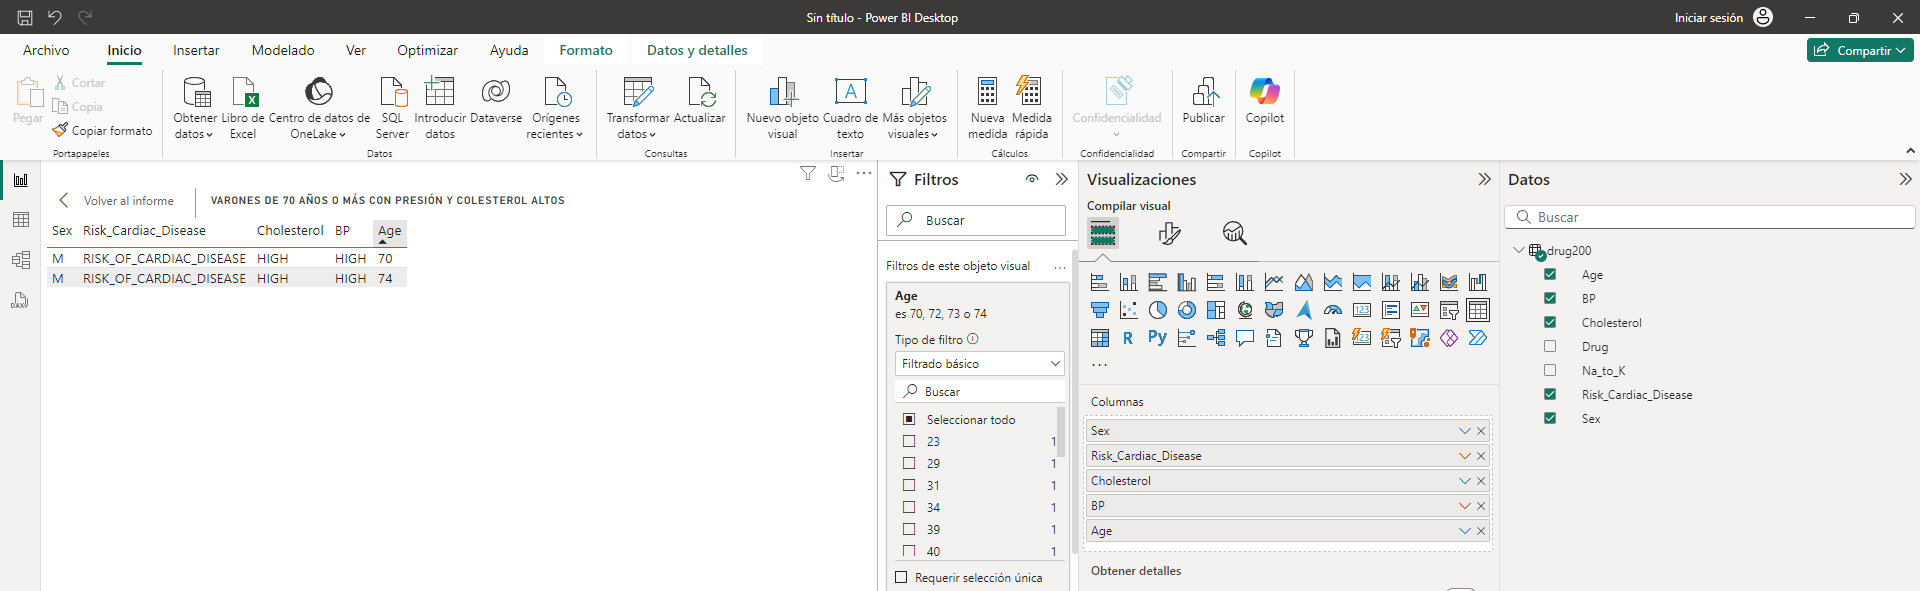 Sin título - Power BI Desktop
Iniciar sesión
Archivo
Inicio
Insertar
Modelado
Ver
Optimizar
Ayuda
Formato
Datos y detalles
Compartir
Pegar
Cortar
Copia
Copiar formato
Portapapeles
Obtener datos
Libro de Excel
Centro de datos de OneLake
SQL Server
Introducir datos
Dataverse
Orígenes recientes
Datos
Transformar datos
Actualizar
Consultas
Nuevo objeto visual
Cuadro de texto
A
Más objetos visuales
Insertar
Nueva medida
Medida rápida
Cálculos
Confidencialidad
Confidencialidad
Publicar
Compartir
Copilot
Copilot
Volver al informe
VARONES DE 70 AÑOS O MÁS CON PRESIÓN Y COLESTEROL ALTOS
Sex Risk_Cardiac_Disease Cholesterol BP Age
M RISK_OF_CARDIAC_DISEASE HIGH HIGH 70
M RISK_OF_CARDIAC_DISEASE HIGH HIGH 74
DAX
Filtros
Buscar
Filtros de este objeto visual
Age
es 70, 72, 73 o 74
Tipo de filtro
Filtrado básico
Buscar
Seleccionar todo
23 1
29 1
31 1
34 1
39 1
40 1
Requerir selección única
Visualizaciones
Compilar visual
123
R Py
123
...
Columnas
Sex
Risk_Cardiac_Disease
Cholesterol
BP
Age
Obtener detalles
Datos
Buscar
drug200
Age
BP
Cholesterol
Drug
Na_to_K
Risk_Cardiac_Disease
Sex